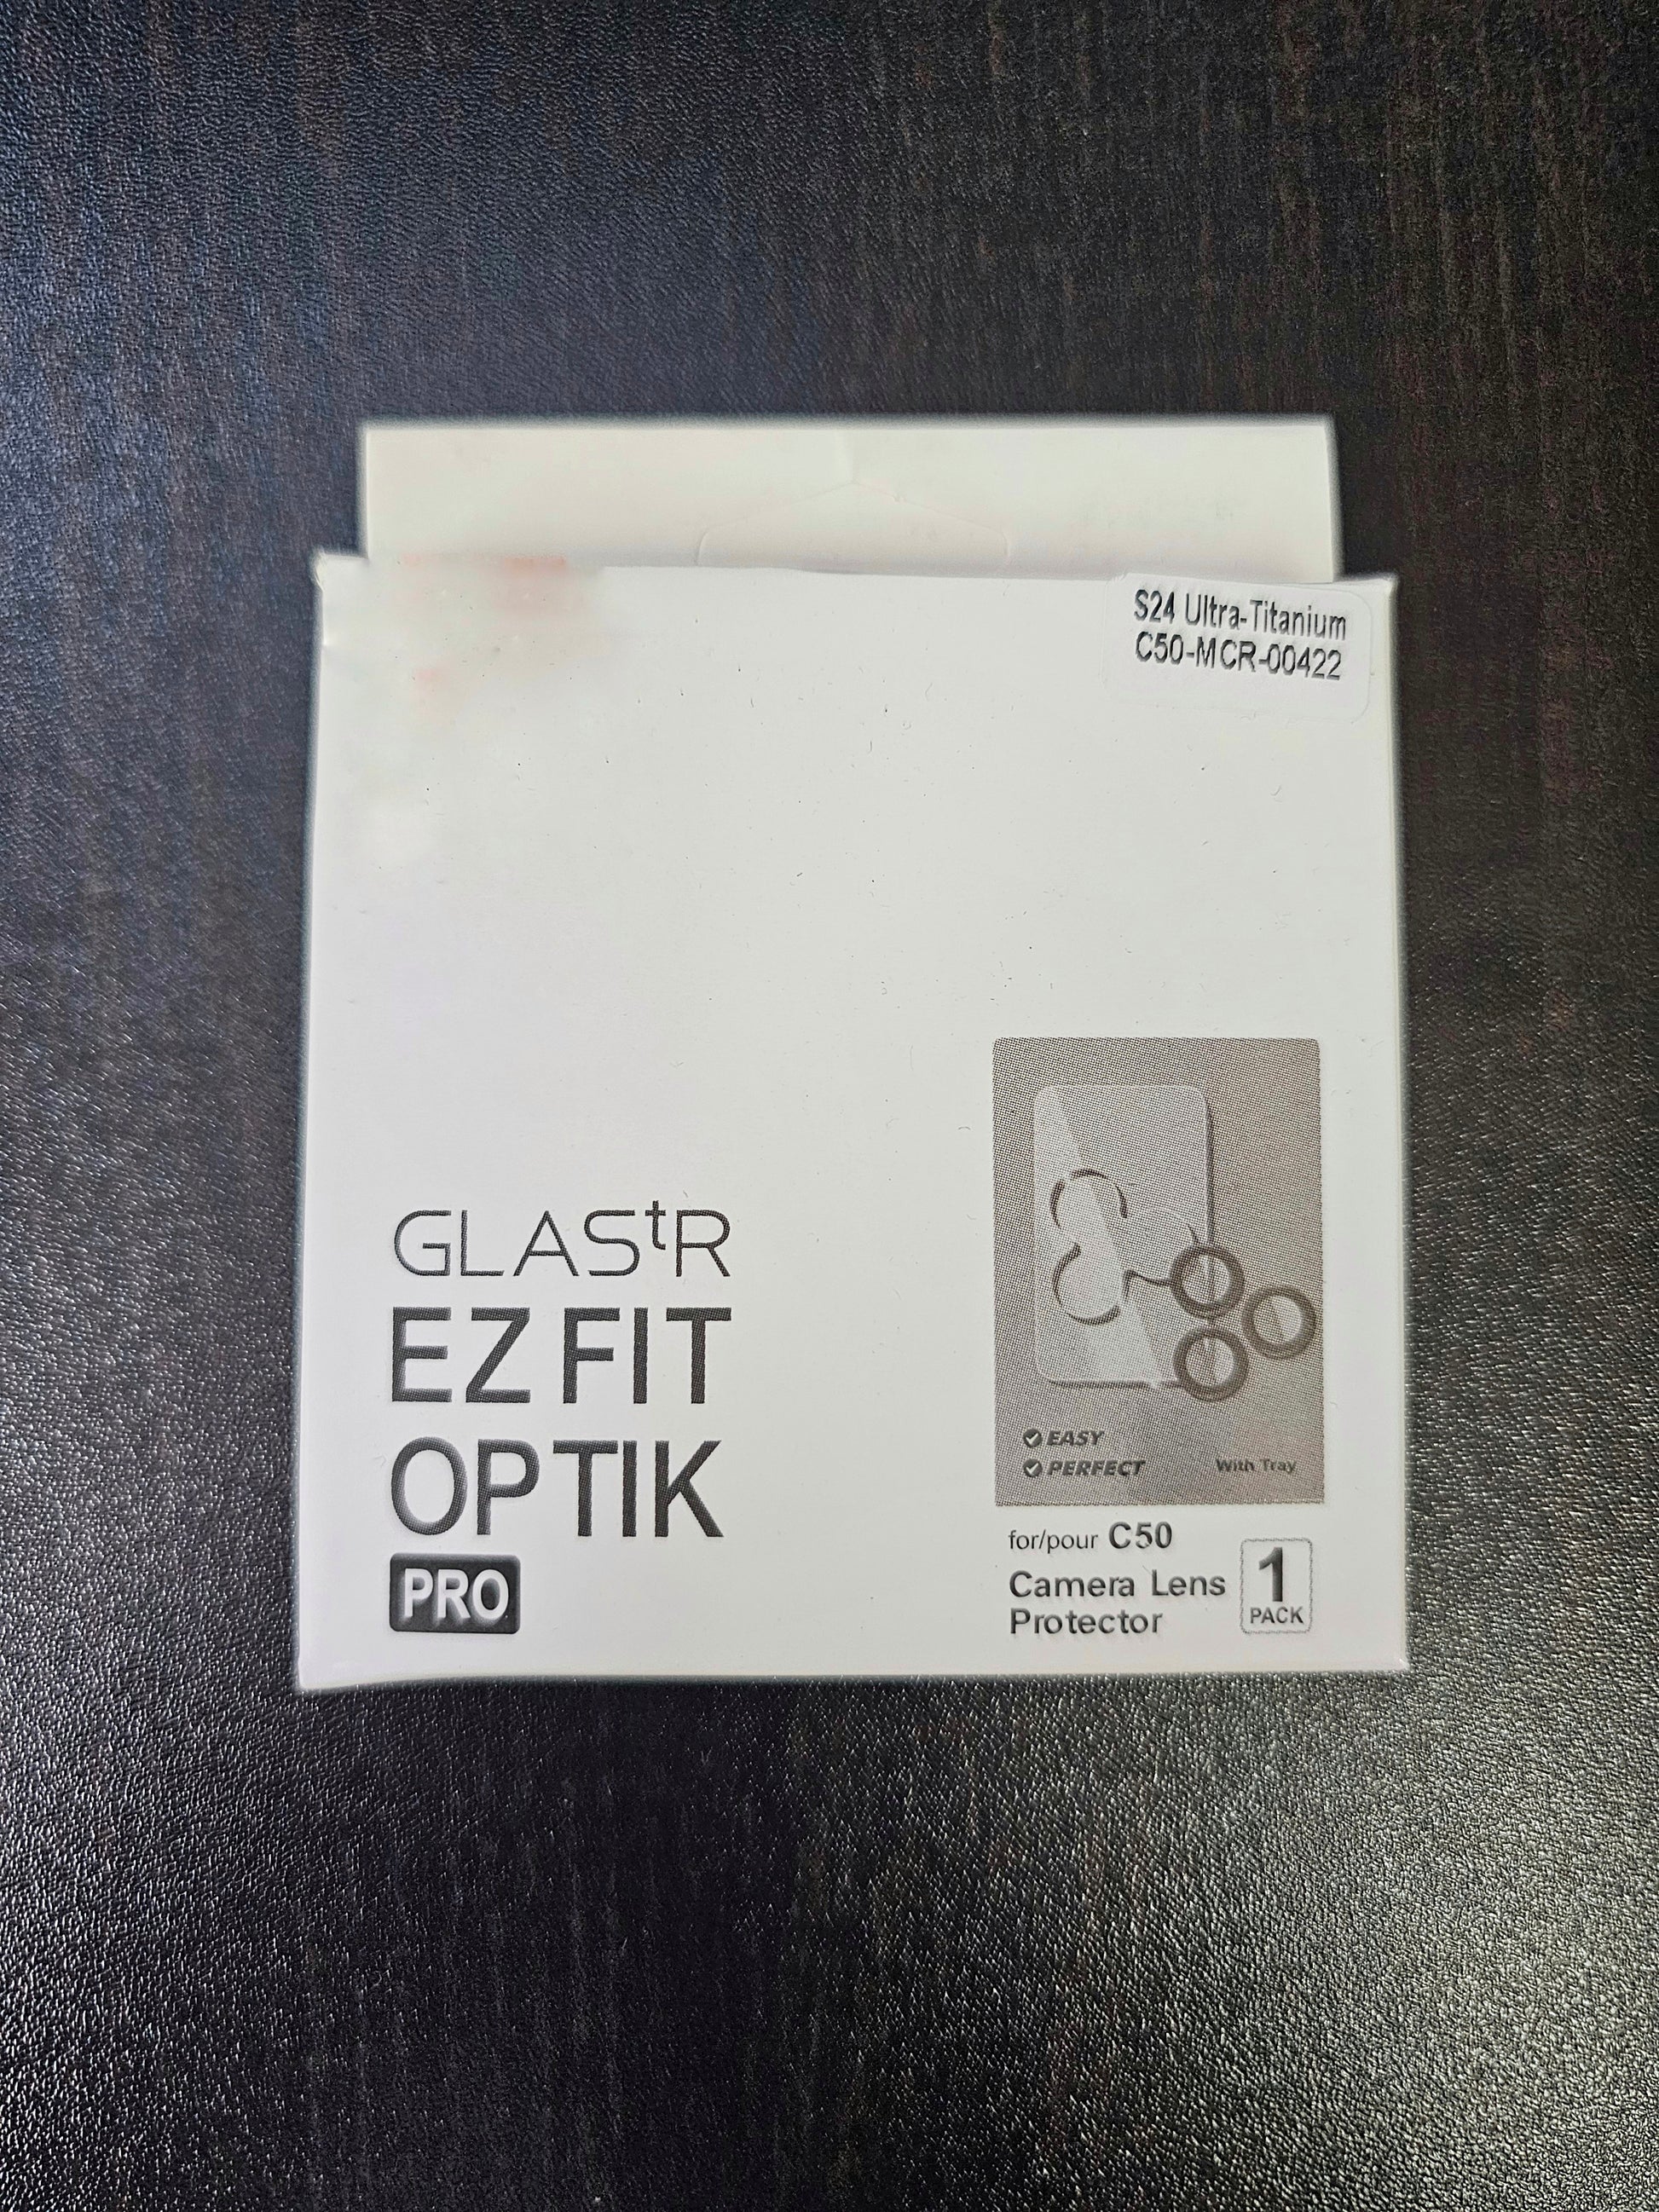 S24 Ultra-Titanium
C50-MCR-00422
GLAStR
EZ FIT
OPTIK
PRO
EASY
PERFECT
With Tray
for/pour C50
Camera Lens
Protector
1
PACK